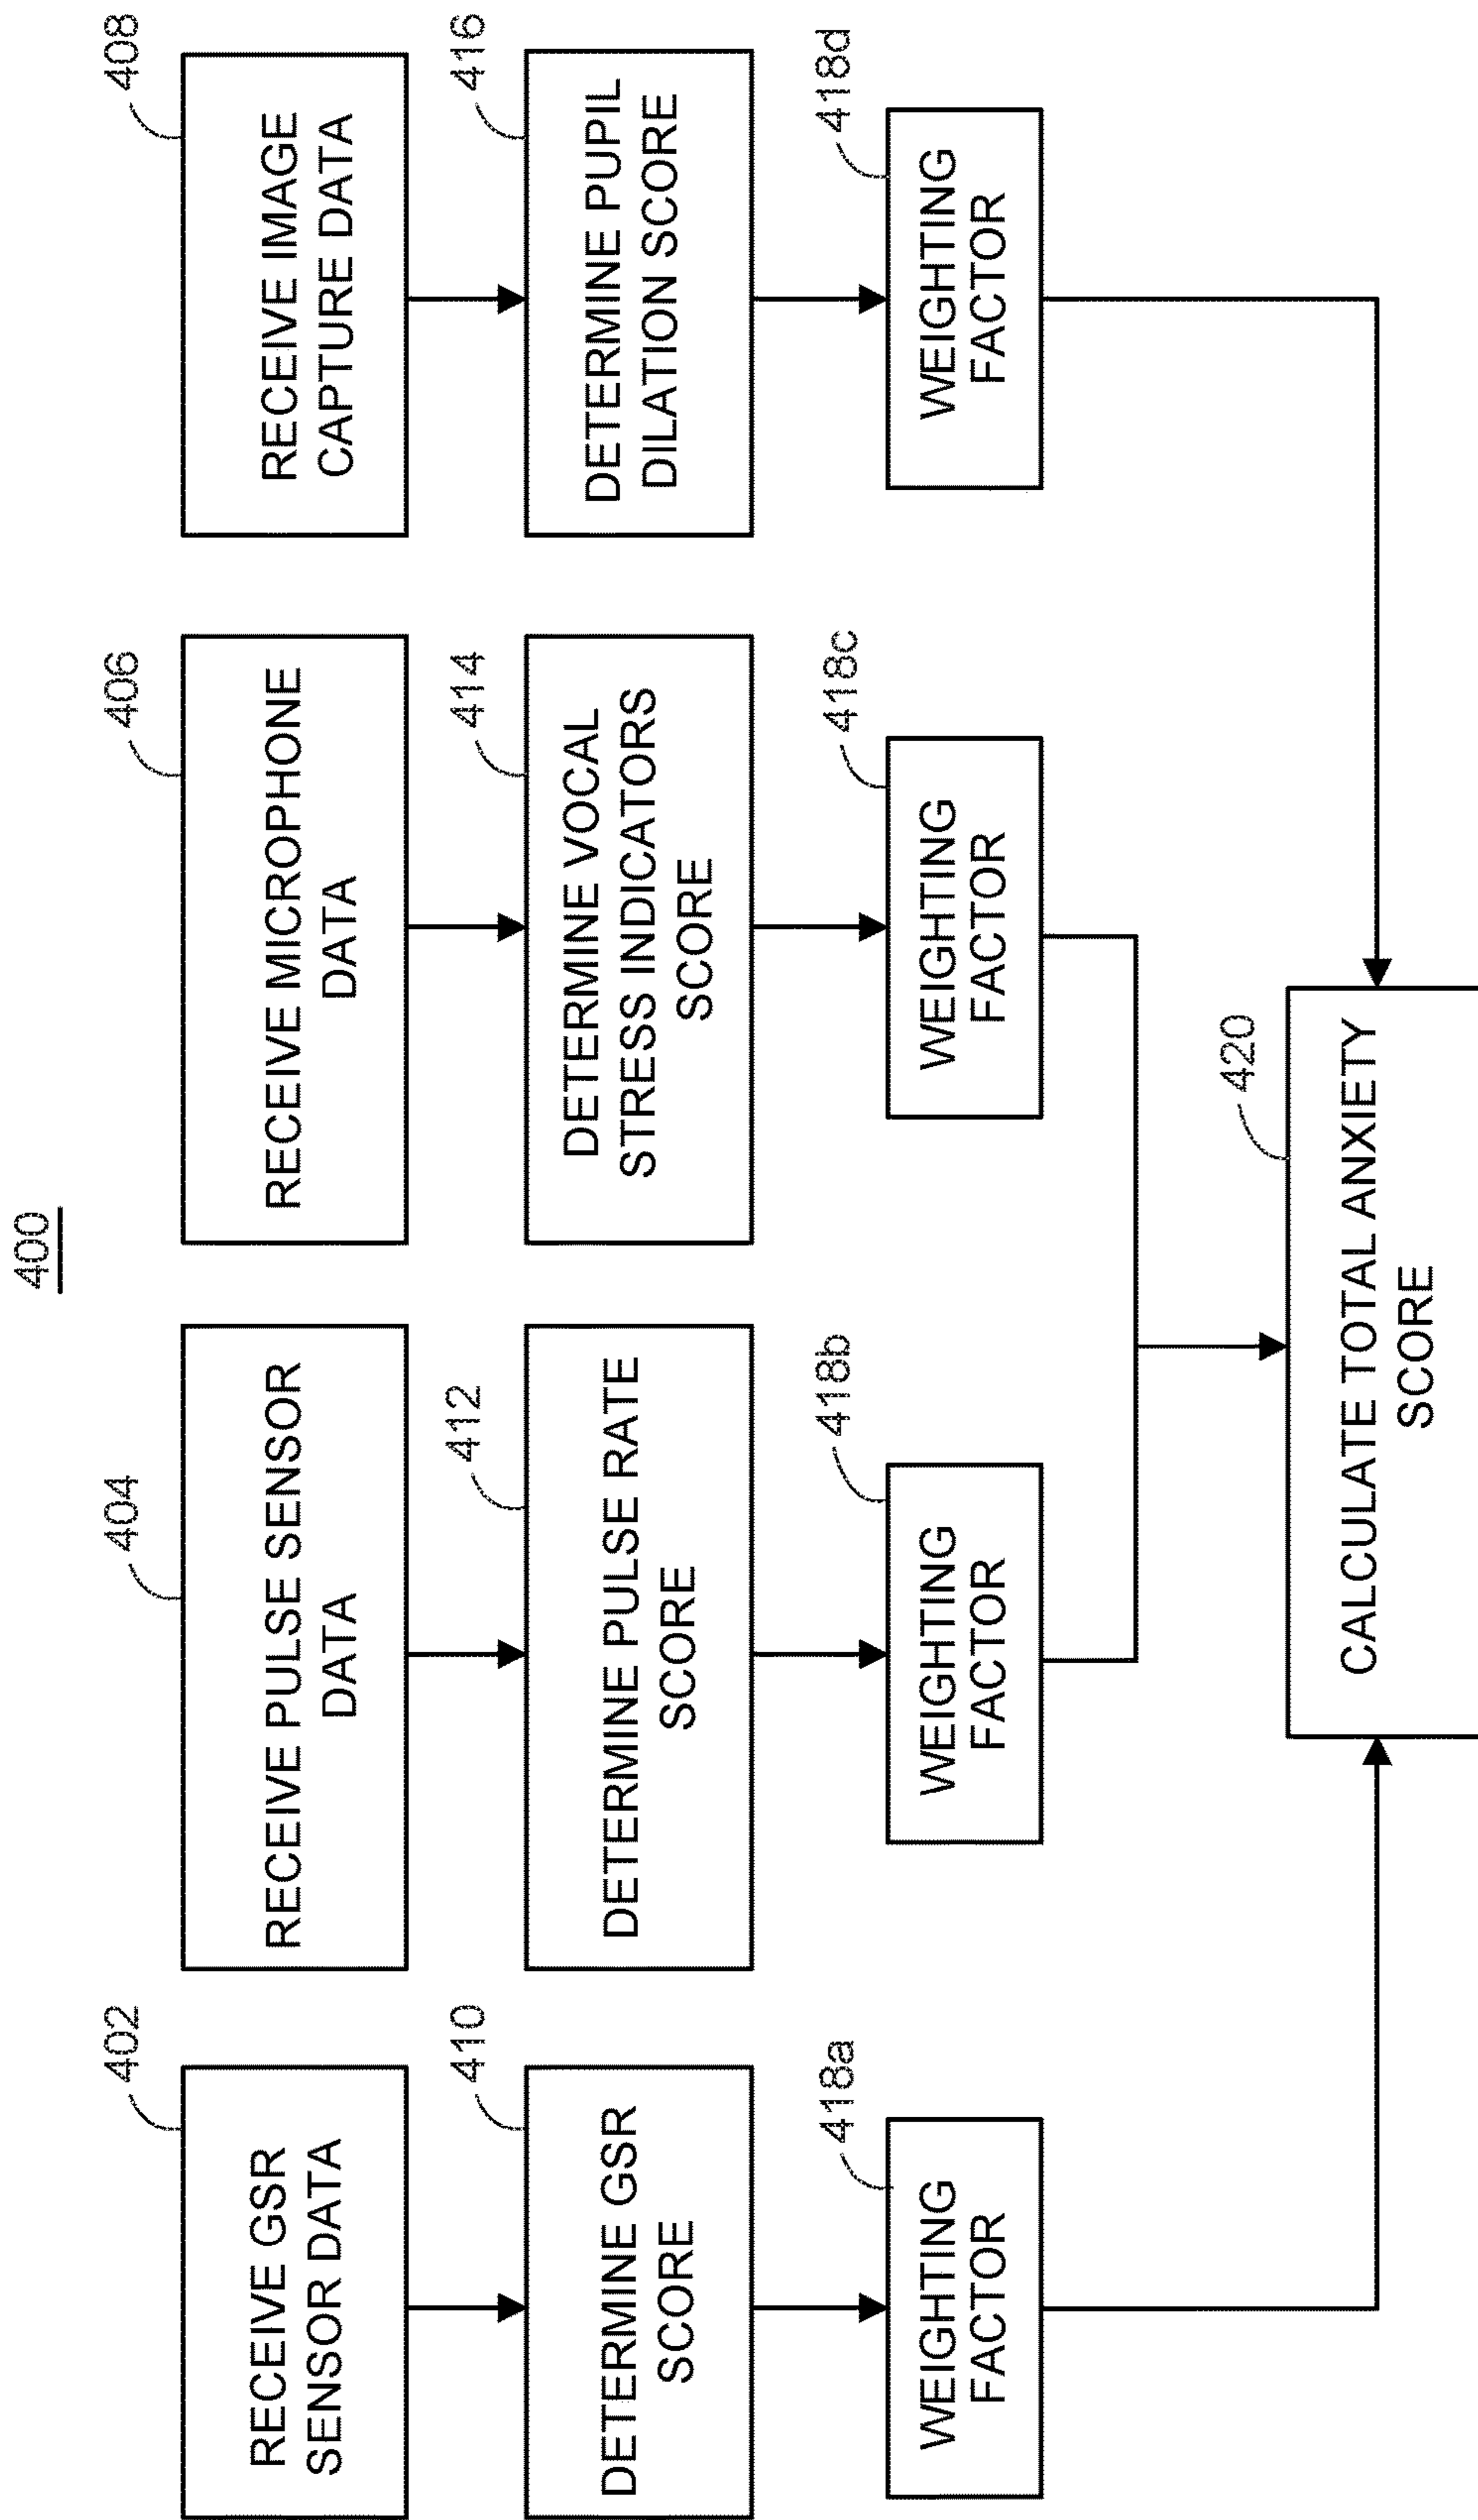 400
402
RECEIVE GSR
SENSOR DATA
404
RECEIVE PULSE SENSOR
DATA
406
RECEIVE MICROPHONE
DATA
408
RECEIVE IMAGE
CAPTURE DATA
410
DETERMINE GSR
SCORE
412
DETERMINE PULSE RATE
SCORE
414
DETERMINE VOCAL
STRESS INDICATORS
SCORE
416
DETERMINE PUPIL
DILATION SCORE
418a
WEIGHTING
FACTOR
418b
WEIGHTING
FACTOR
418c
WEIGHTING
FACTOR
418d
WEIGHTING
FACTOR
420
CALCULATE TOTAL ANXIETY
SCORE